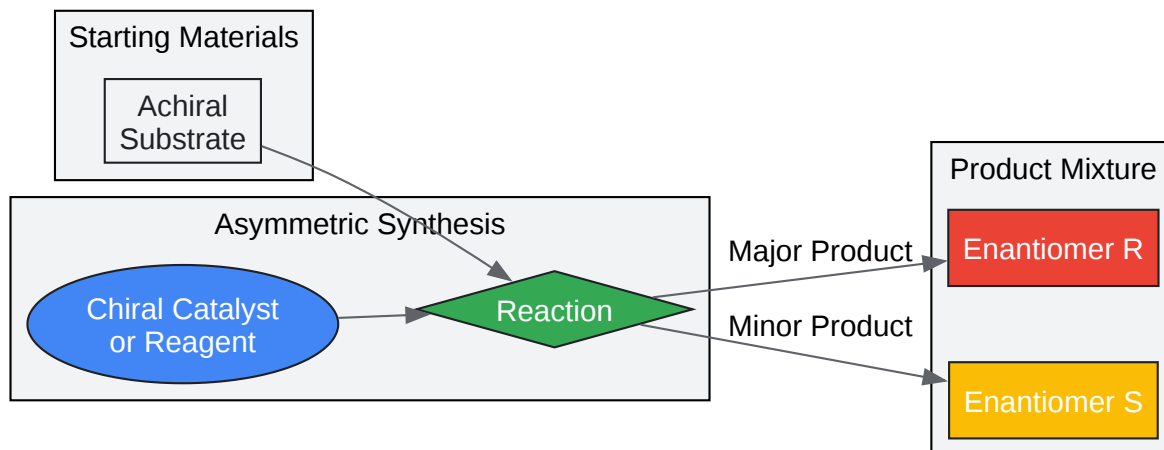 Starting Materials
Achiral
Substrate
Asymmetric Synthesis
Chiral Catalyst
or Reagent
Reaction
Major Product
Minor Product
Product Mixture
Enantiomer R
Enantiomer S